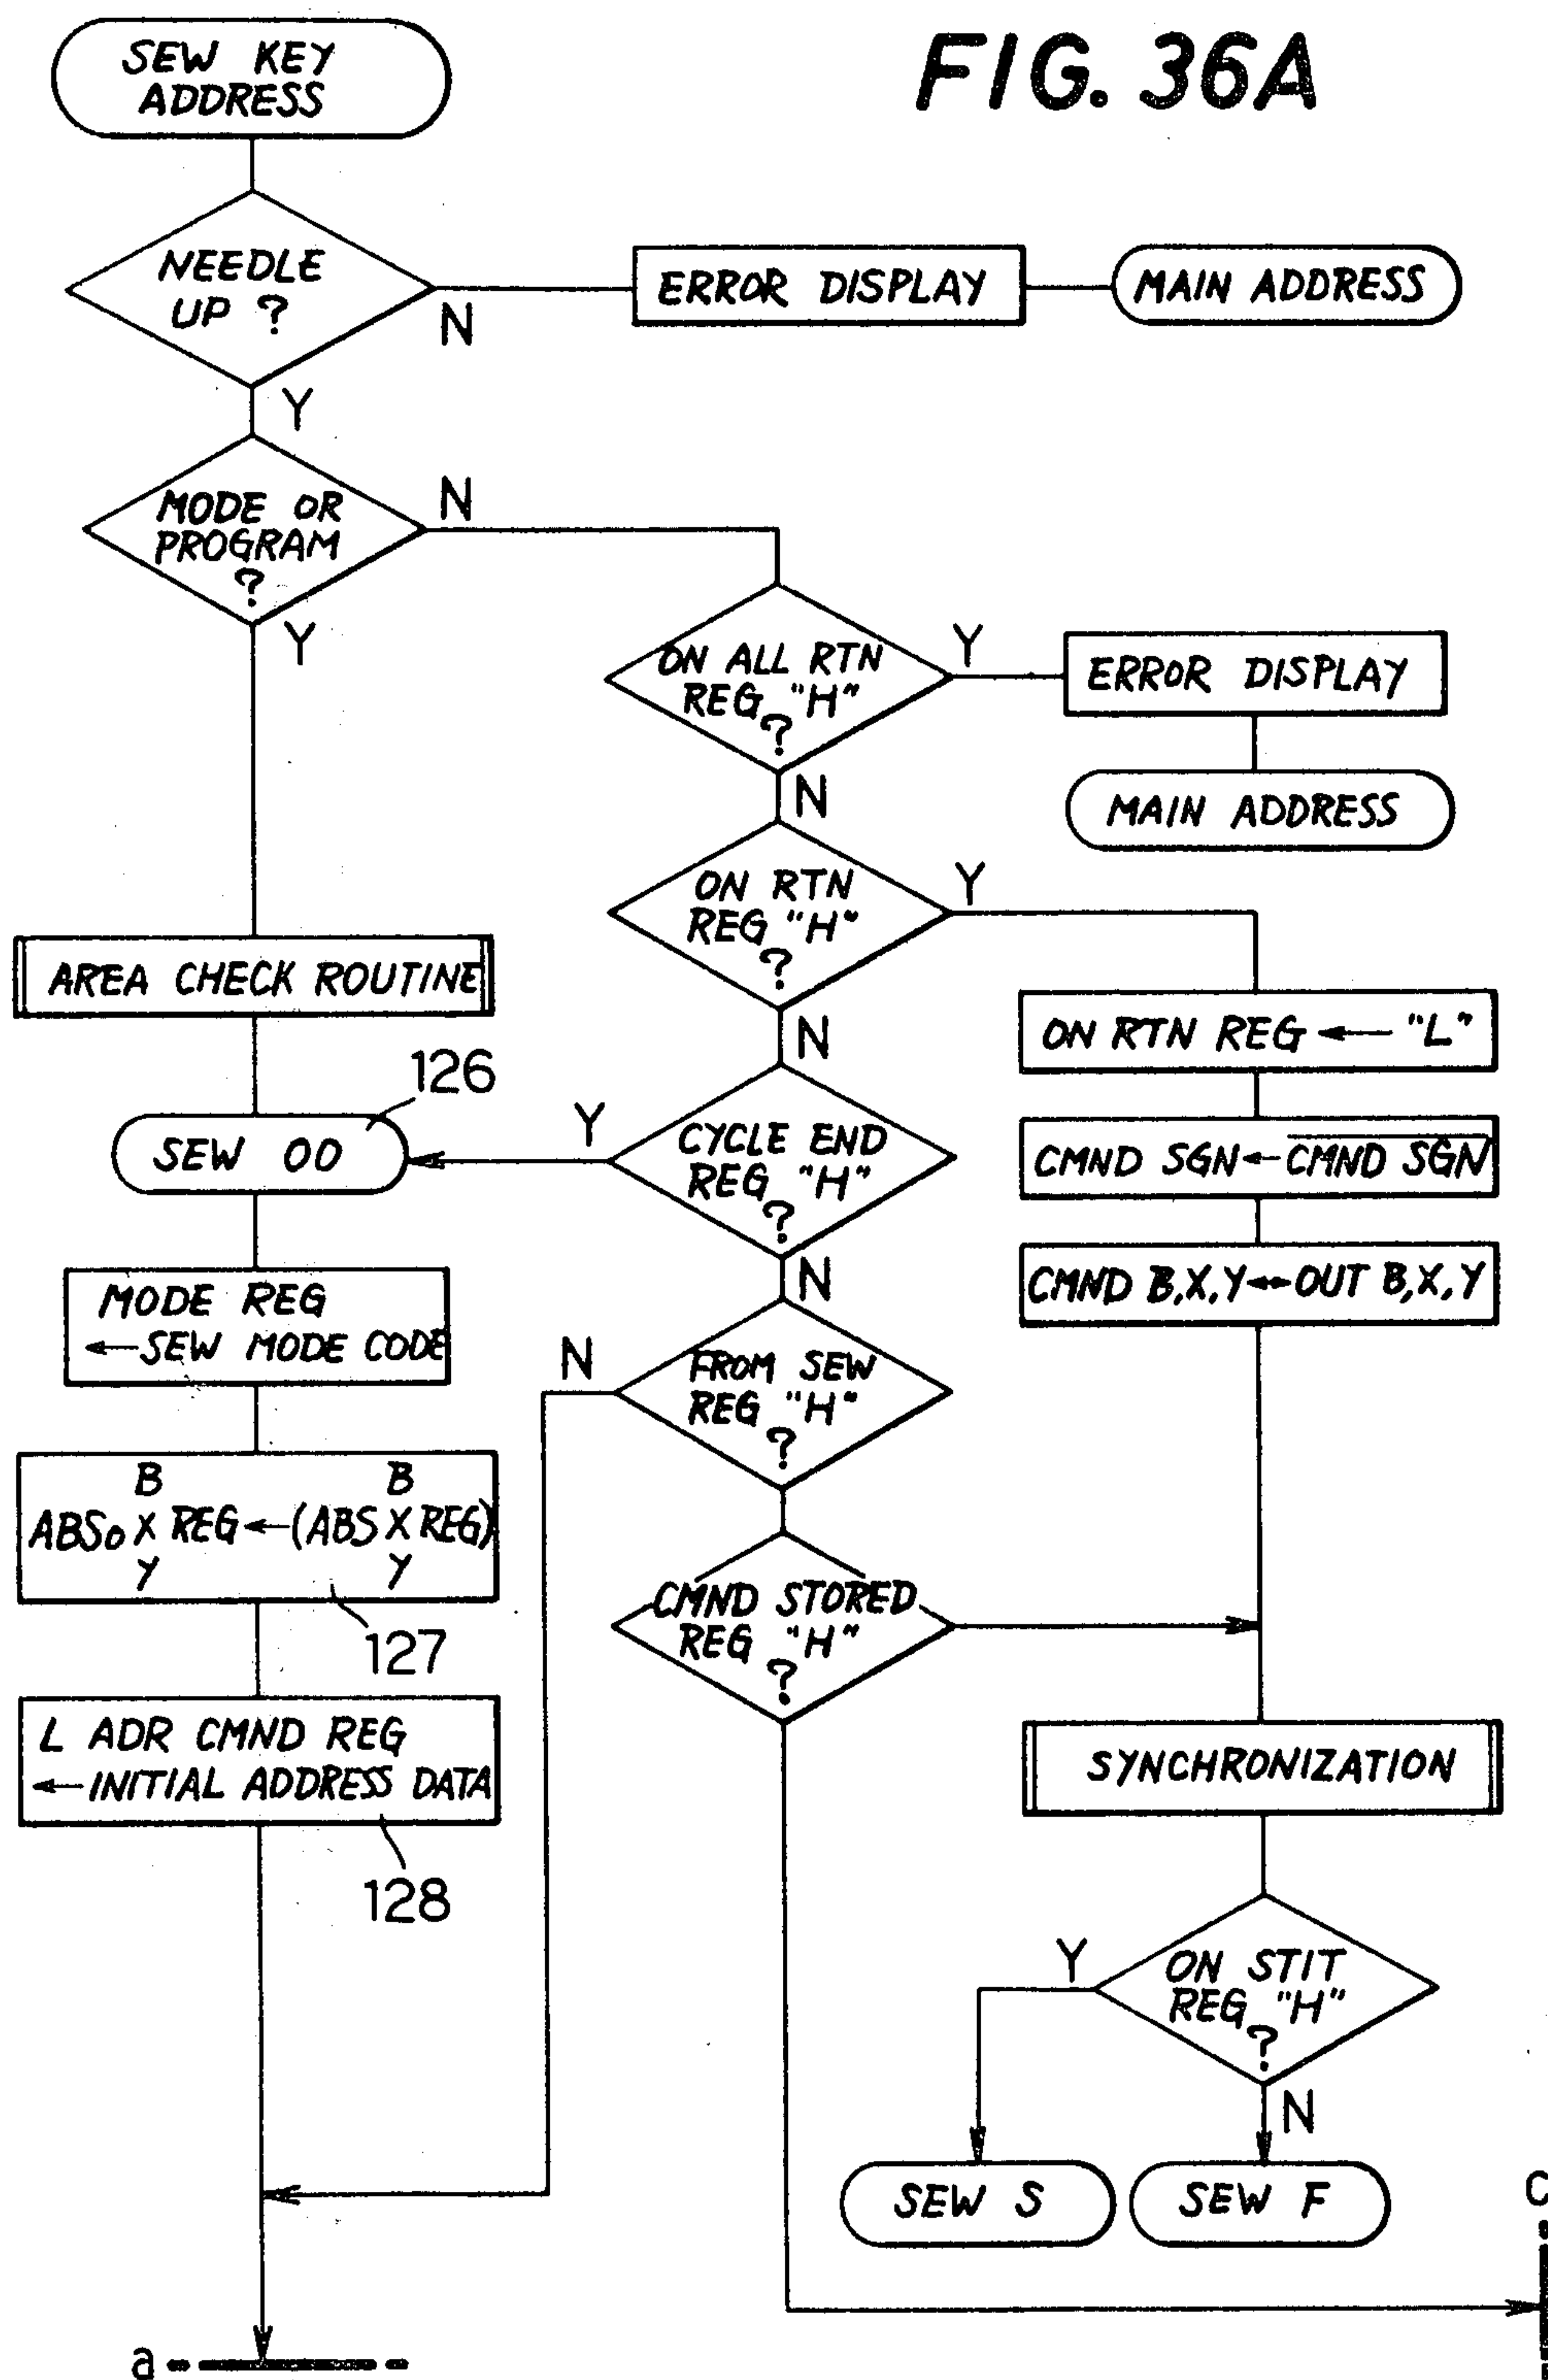 FIG. 36A
SEW KEY
ADDRESS
NEEDLE
UP ?
N
ERROR DISPLAY
MAIN ADDRESS
Y
MODE OR
PROGRAM
?
N
Y
ON ALL RTN
REG "H"
?
Y
ERROR DISPLAY
MAIN ADDRESS
N
ON RTN
REG "H"
?
Y
N
AREA CHECK ROUTINE
ON RTN REG ← "L"
126
SEW 00
Y
CYCLE END
REG "H"
?
N
CMND SGN ← C̅M̅N̅D̅ ̅S̅G̅N̅
CMND B,X,Y ↔ OUT B,X,Y
MODE REG
← SEW MODE CODE
N
FROM SEW
REG "H"
?
B B
ABS₀ X REG ← (ABS X REG)
Y Y
127
CMND STORED
REG "H"
?
L ADR CMND REG
← INITIAL ADDRESS DATA
128
SYNCHRONIZATION
Y
ON STIT
REG "H"
?
N
SEW S
SEW F
C
a